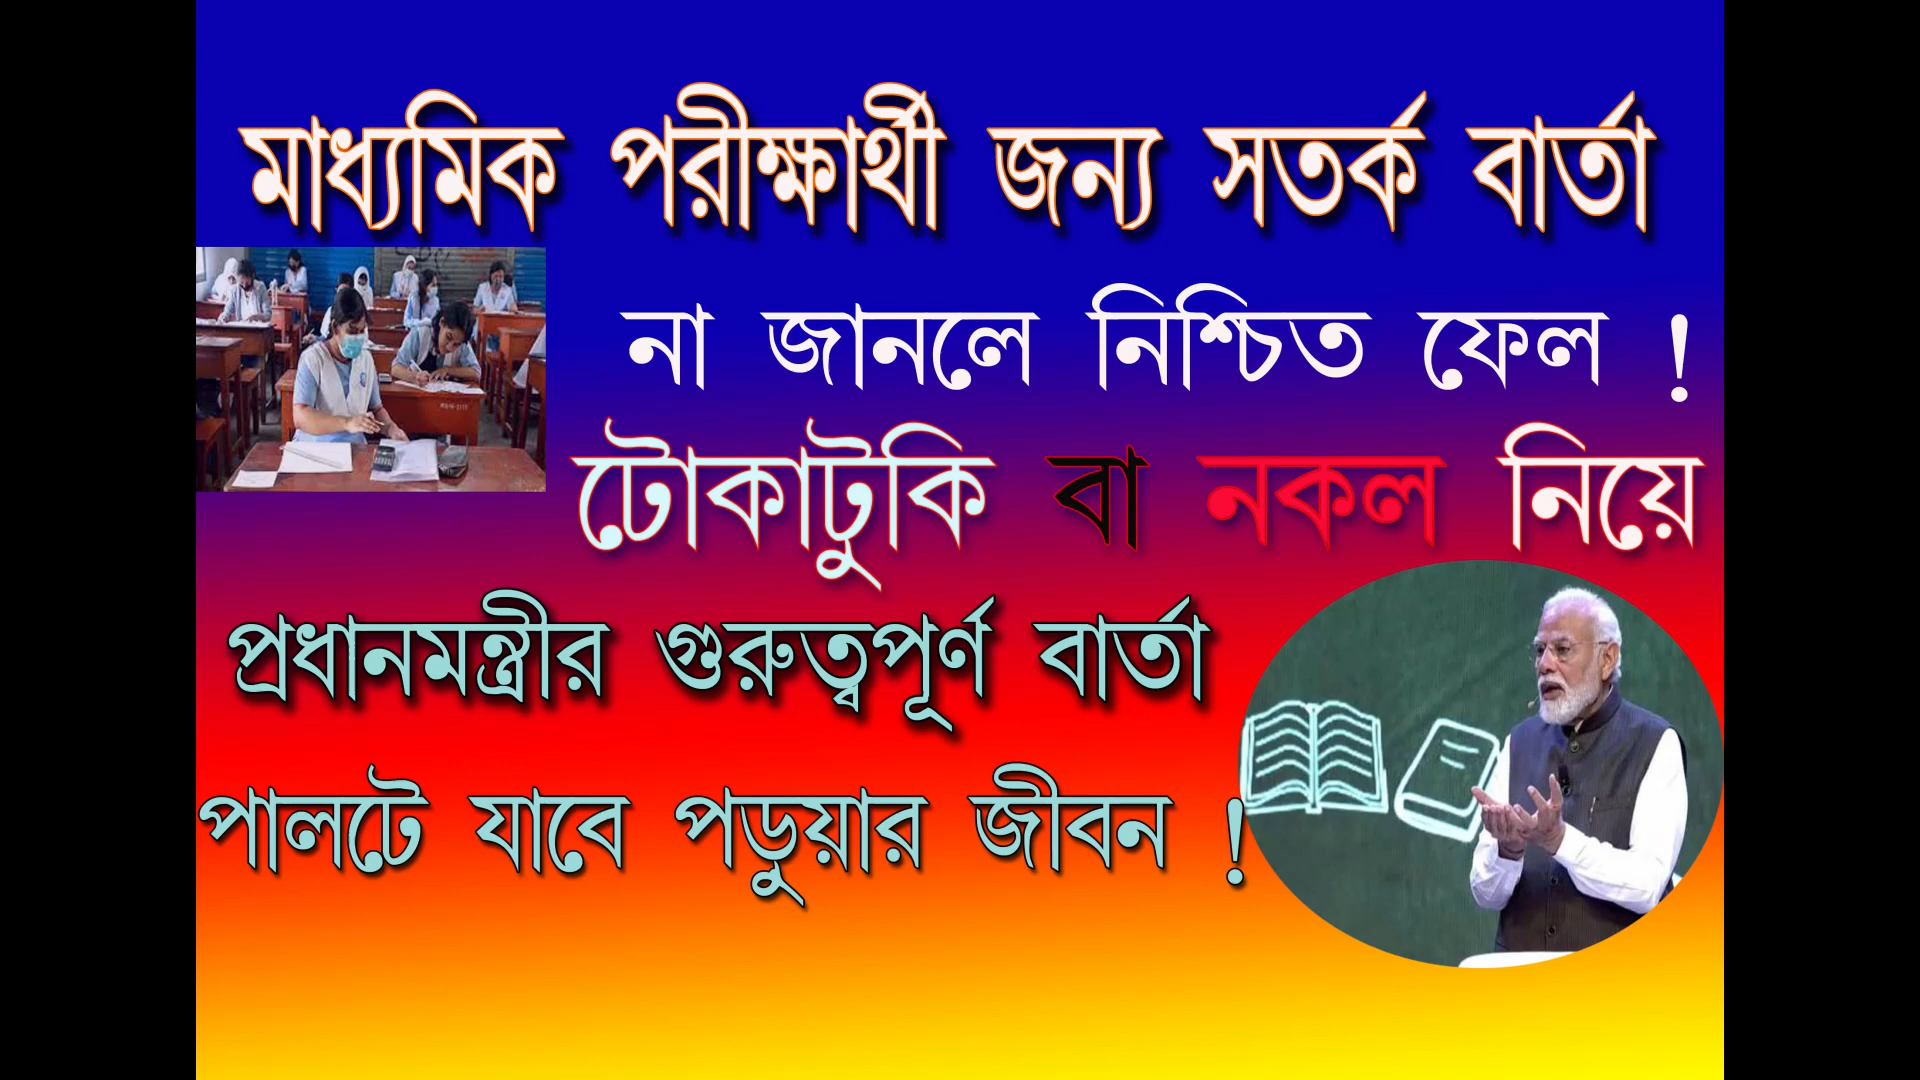 মাধ্যমিক পরীক্ষার্থী জন্য সতর্ক বার্তা
না জানলে নিশ্চিত ফেল !
টোকাটুকি বা নকল নিয়ে
প্রধানমন্ত্রীর গুরুত্বপূর্ণ বার্তা
পালটে যাবে পড়ুয়ার জীবন !